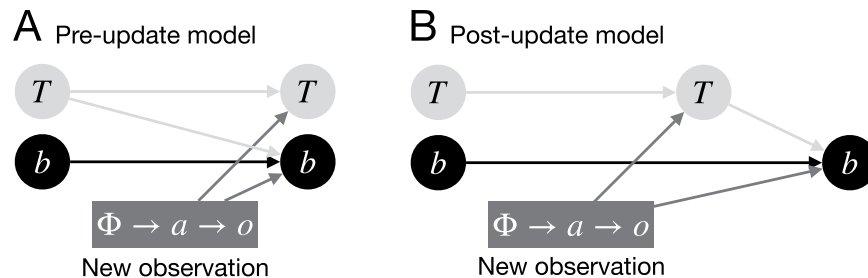 A Pre-update model
T T
b b
Φ → a → o
New observation
B Post-update model
T T
b b
Φ → a → o
New observation